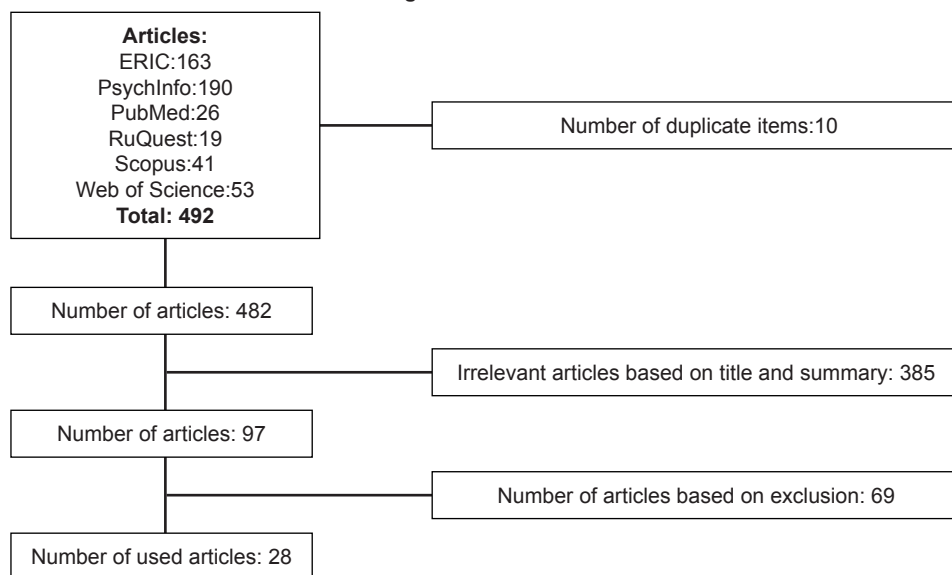 Articles:
ERIC:163
PsychInfo:190
PubMed:26
RuQuest:19
Scopus:41
Web of Science:53
Total: 492
Number of duplicate items:10
Number of articles: 482
Irrelevant articles based on title and summary: 385
Number of articles: 97
Number of articles based on exclusion: 69
Number of used articles: 28